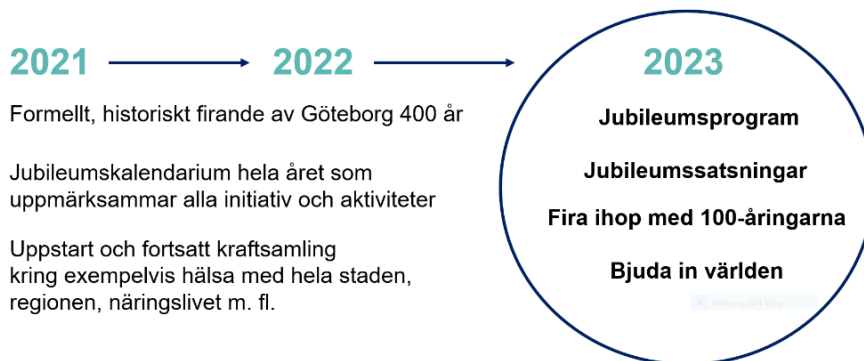 2021
2022
2023
Formellt, historiskt firande av Göteborg 400 år
Jubileumskalendarium hela året som
uppmärksammar alla initiativ och aktiviteter
Uppstart och fortsatt kraftsamling
kring exempelvis hälsa med hela staden,
regionen, näringslivet m. fl.
Jubileumsprogram
Jubileumssatsningar
Fira ihop med 100-åringarna
Bjuda in världen